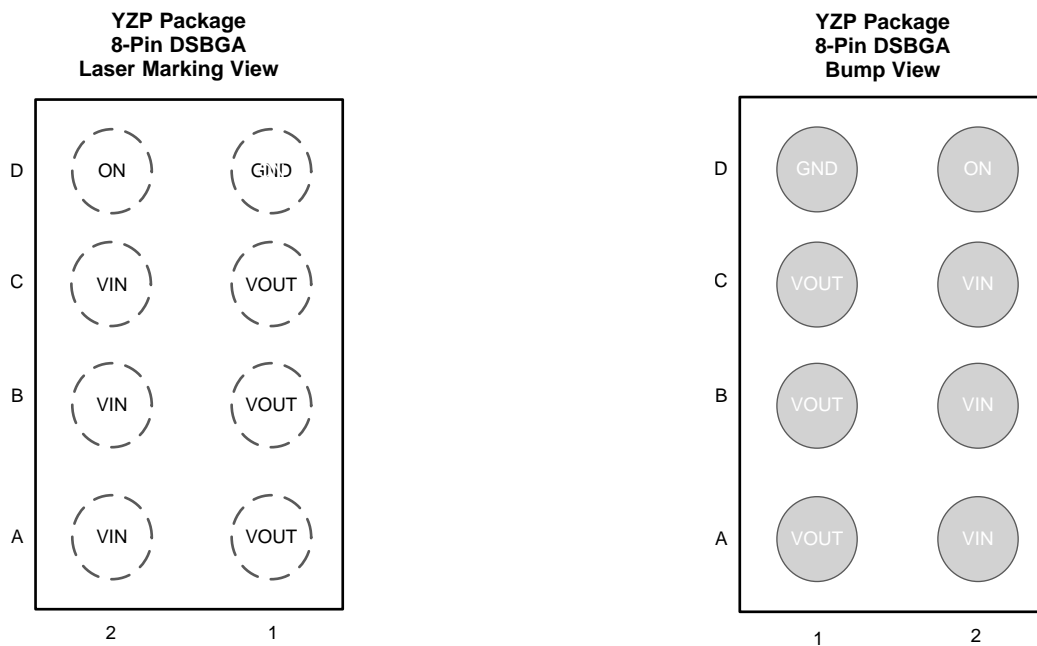 YZP Package
8-Pin DSBGA
Laser Marking View
D ON GND
C VIN VOUT
B VIN VOUT
A VIN VOUT
2 1
YZP Package
8-Pin DSBGA
Bump View
D GND ON
C VOUT VIN
B VOUT VIN
A VOUT VIN
1 2